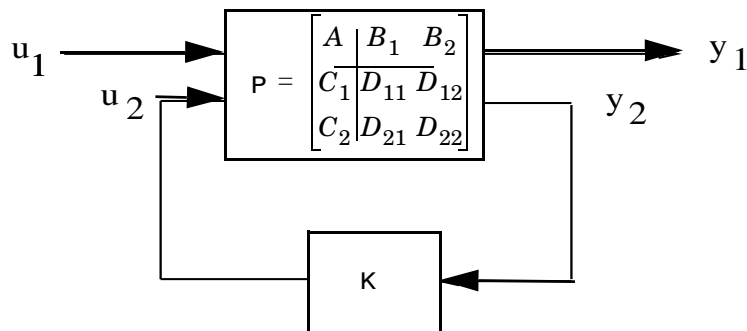 u1
u2
P = [ A B1 B2
C1 D11 D12
C2 D21 D22 ]
y1
y2
K